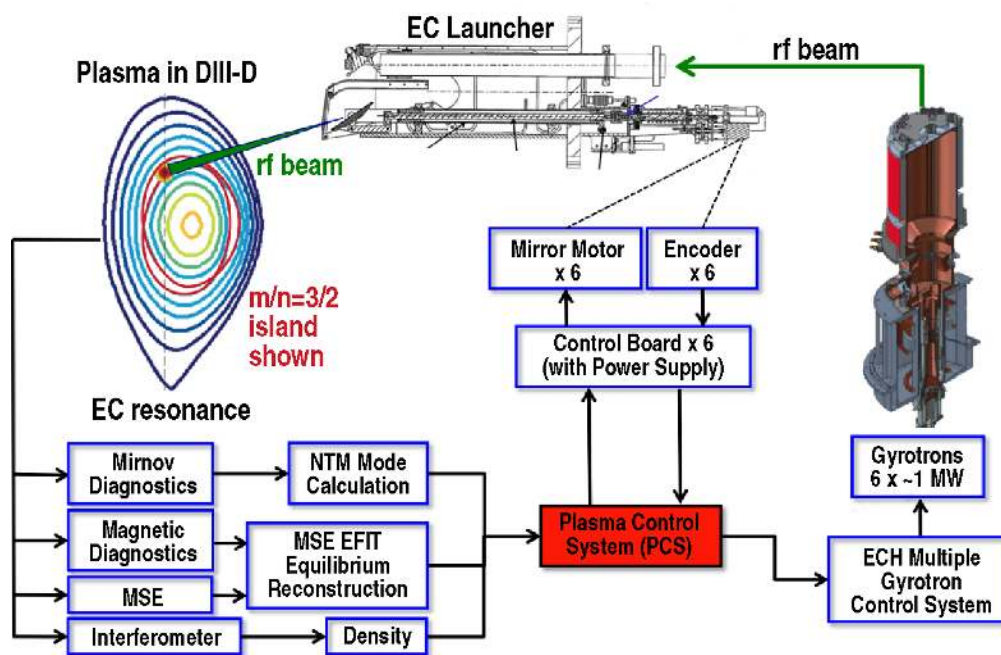 EC Launcher
rf beam
Plasma in DIII-D
rf beam
m/n=3/2
island
shown
EC resonance
Mirror Motor
x 6
Encoder
x 6
Control Board x 6
(with Power Supply)
Gyrotrons
6 x ~1 MW
Mirnov
Diagnostics
NTM Mode
Calculation
Magnetic
Diagnostics
MSE EFIT
Equilibrium
Reconstruction
MSE
Interferometer
Density
Plasma Control
System (PCS)
ECH Multiple
Gyrotron
Control System